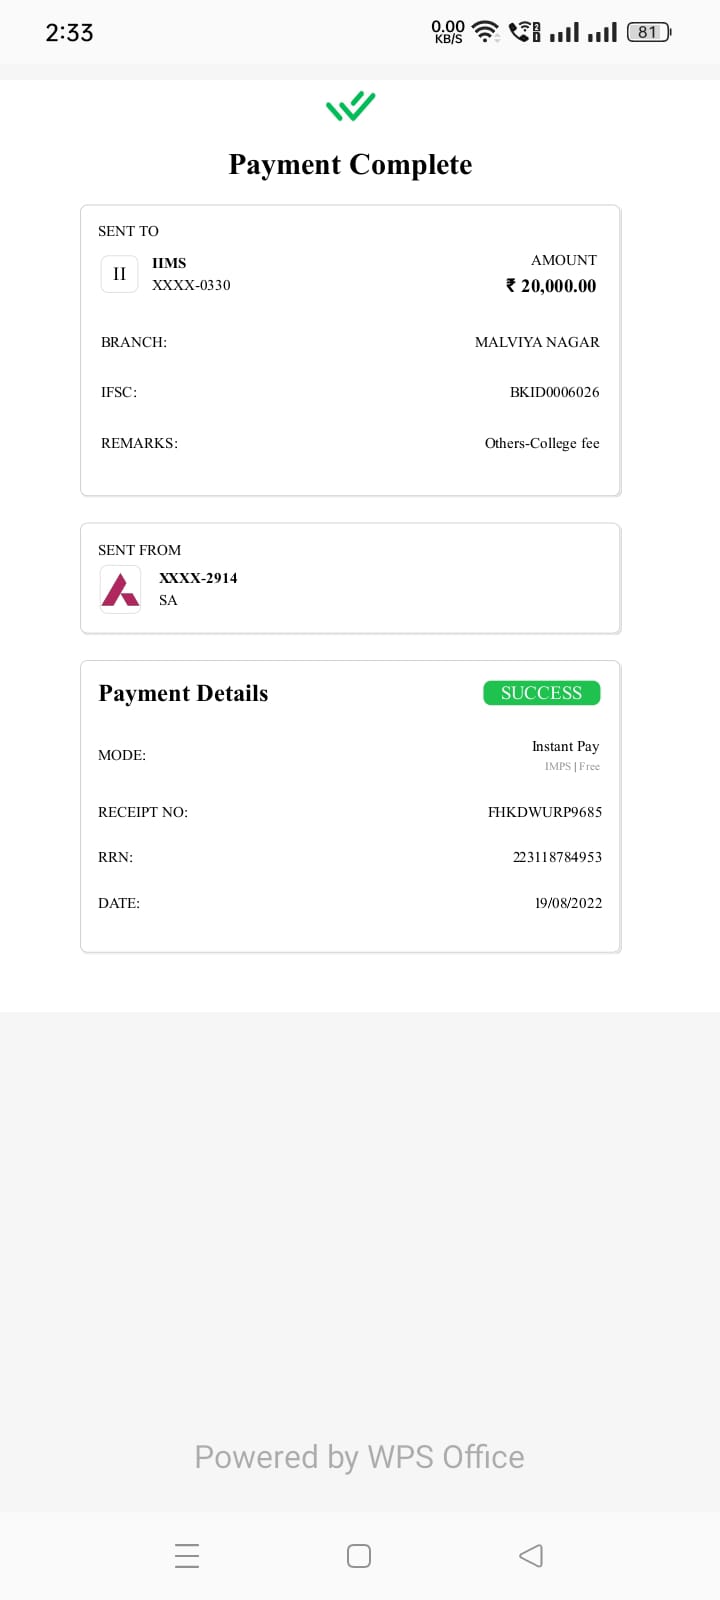 2:33
0.00
KB/S
2
1
81
Payment Complete
SENT TO
II
IIMS
XXXX-0330
AMOUNT
₹ 20,000.00
BRANCH:
MALVIYA NAGAR
IFSC:
BKID0006026
REMARKS:
Others-College fee
SENT FROM
XXXX-2914
SA
Payment Details
SUCCESS
MODE:
Instant Pay
IMPS | Free
RECEIPT NO:
FHKDWURP9685
RRN:
223118784953
DATE:
19/08/2022
Powered by WPS Office